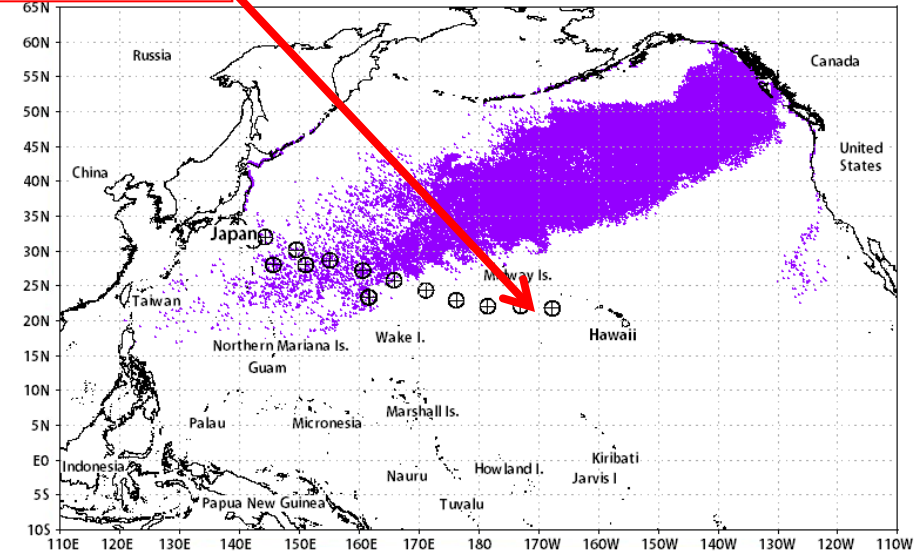 65N
60N
55N
50N
45N
40N
35N
30N
25N
20N
15N
10N
5N
EQ
5S
10S
110E 120E 130E 140E 150E 160E 170E 180 170W 160W 150W 140W 130W 120W 110W
Russia
Canada
China
United
States
Japan
Midway Is.
Taiwan
Hawaii
Northern Mariana Is.
Wake I.
Guam
Marshall Is.
Palau
Micronesia
Kiribati
Indonesia
Howland I.
Nauru
Jarvis I
Papua New Guinea
Tuvalu